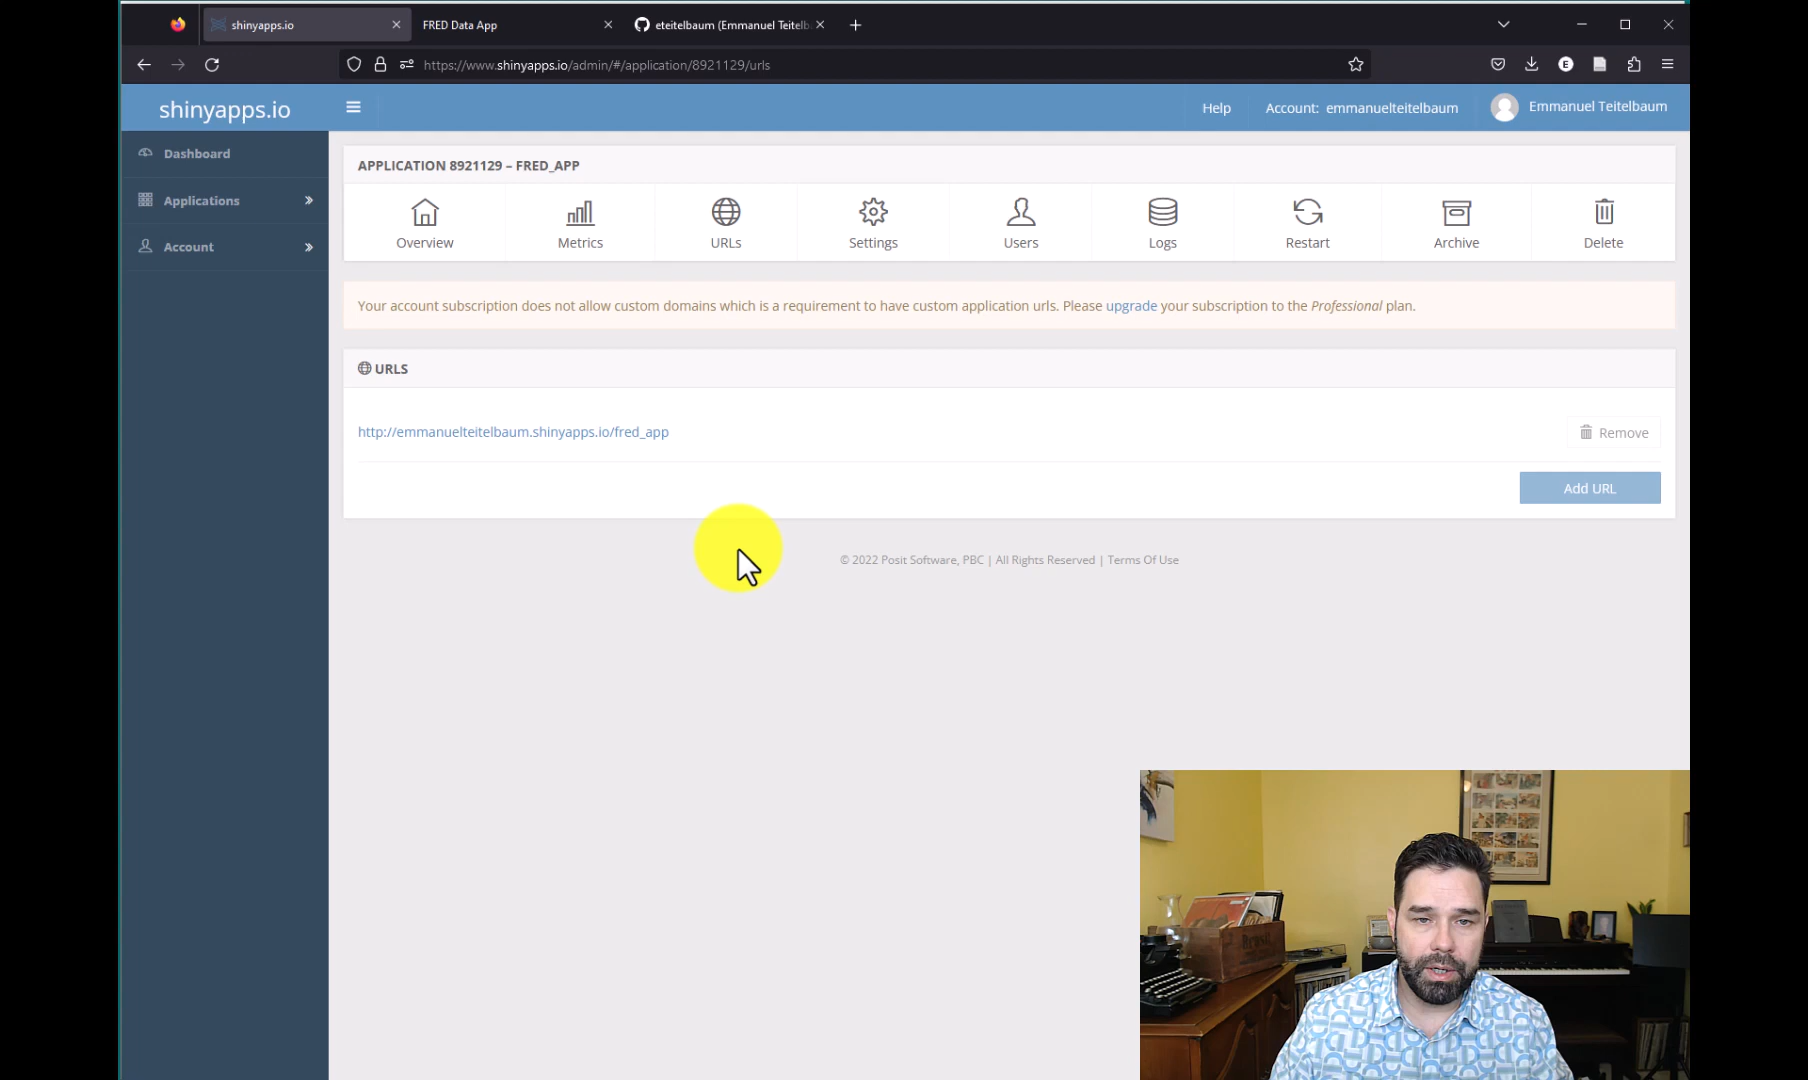 shinyapps.io
FRED Data App
eteitelbaum (Emmanuel Teitelb
https://www.shinyapps.io/admin/#/application/8921129/urls
shinyapps.io
Help
Account: emmanuelteitelbaum
Emmanuel Teitelbaum
Dashboard
Applications
Account
APPLICATION 8921129 – FRED_APP
Overview
Metrics
URLs
Settings
Users
Logs
Restart
Archive
Delete
Your account subscription does not allow custom domains which is a requirement to have custom application urls. Please upgrade your subscription to the Professional plan.
URLS
http://emmanuelteitelbaum.shinyapps.io/fred_app
Remove
Add URL
© 2022 Posit Software, PBC | All Rights Reserved | Terms Of Use